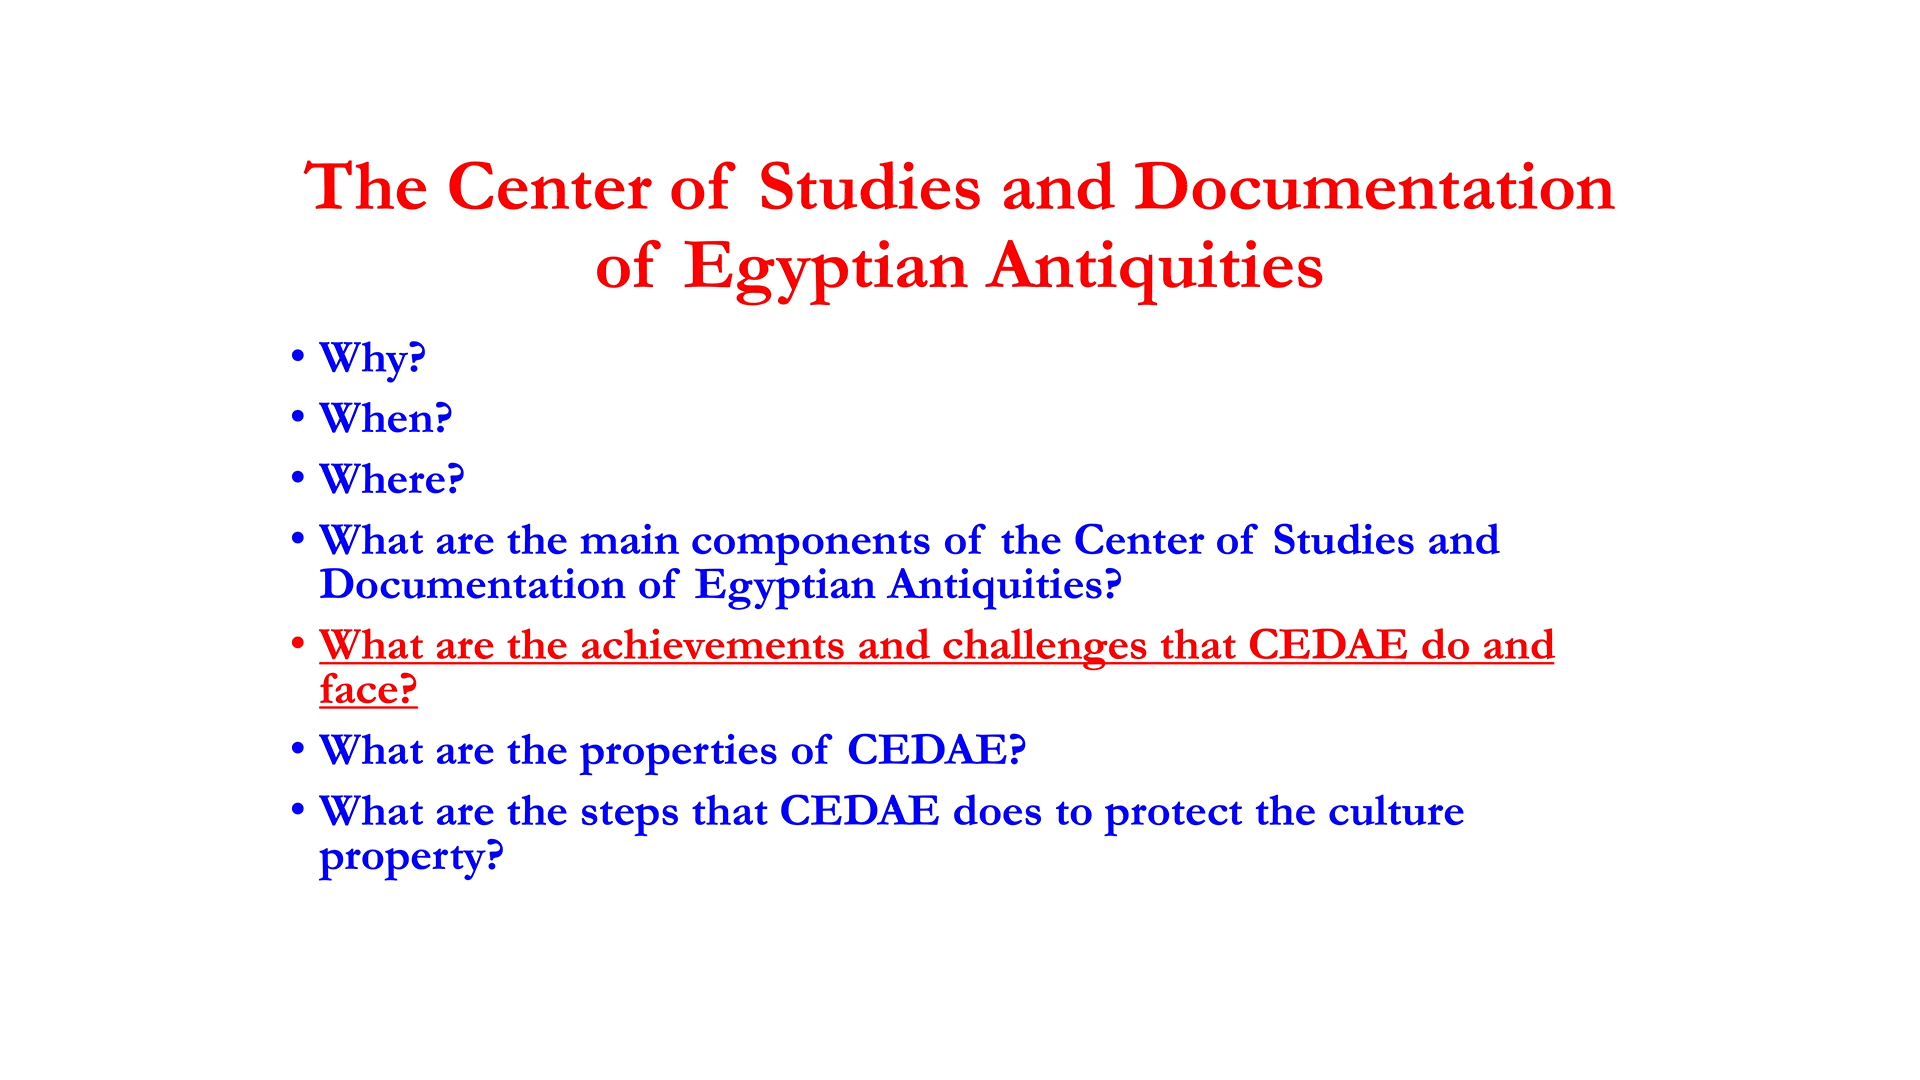 The Center of Studies and Documentation
of Egyptian Antiquities
• Why?
• When?
• Where?
• What are the main components of the Center of Studies and
Documentation of Egyptian Antiquities?
• What are the achievements and challenges that CEDAE do and
face?
• What are the properties of CEDAE?
• What are the steps that CEDAE does to protect the culture
property?